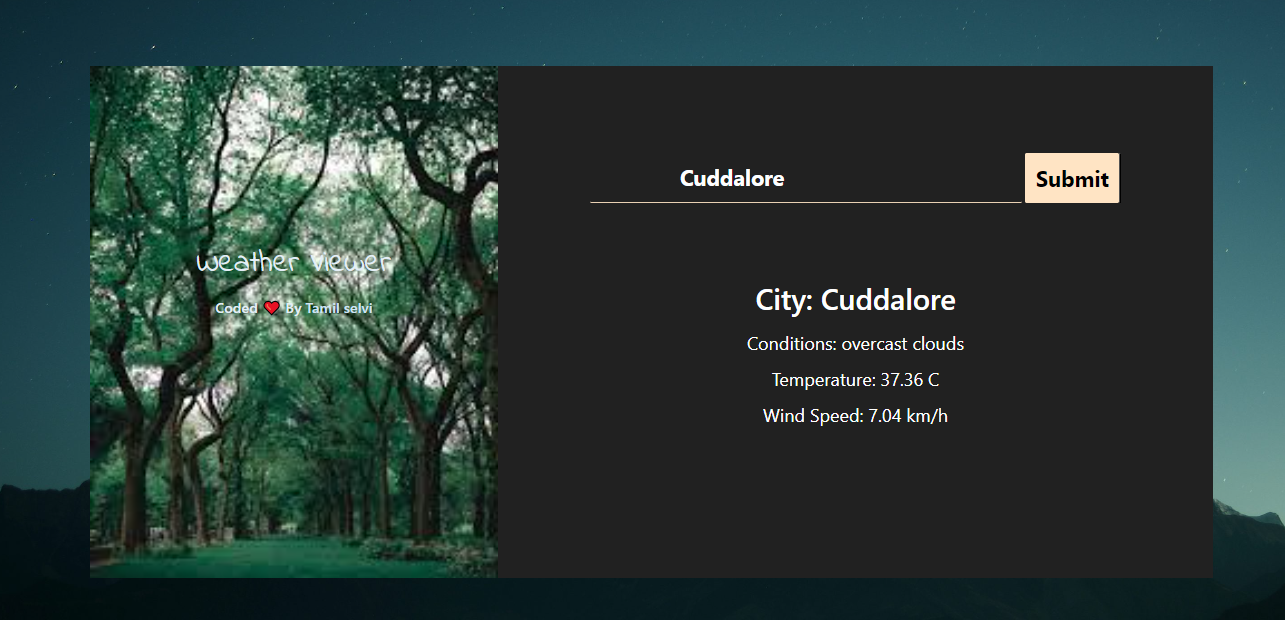 weather viewer
Coded ❤ By Tamil selvi
Cuddalore
Submit
City: Cuddalore
Conditions: overcast clouds
Temperature: 37.36 C
Wind Speed: 7.04 km/h